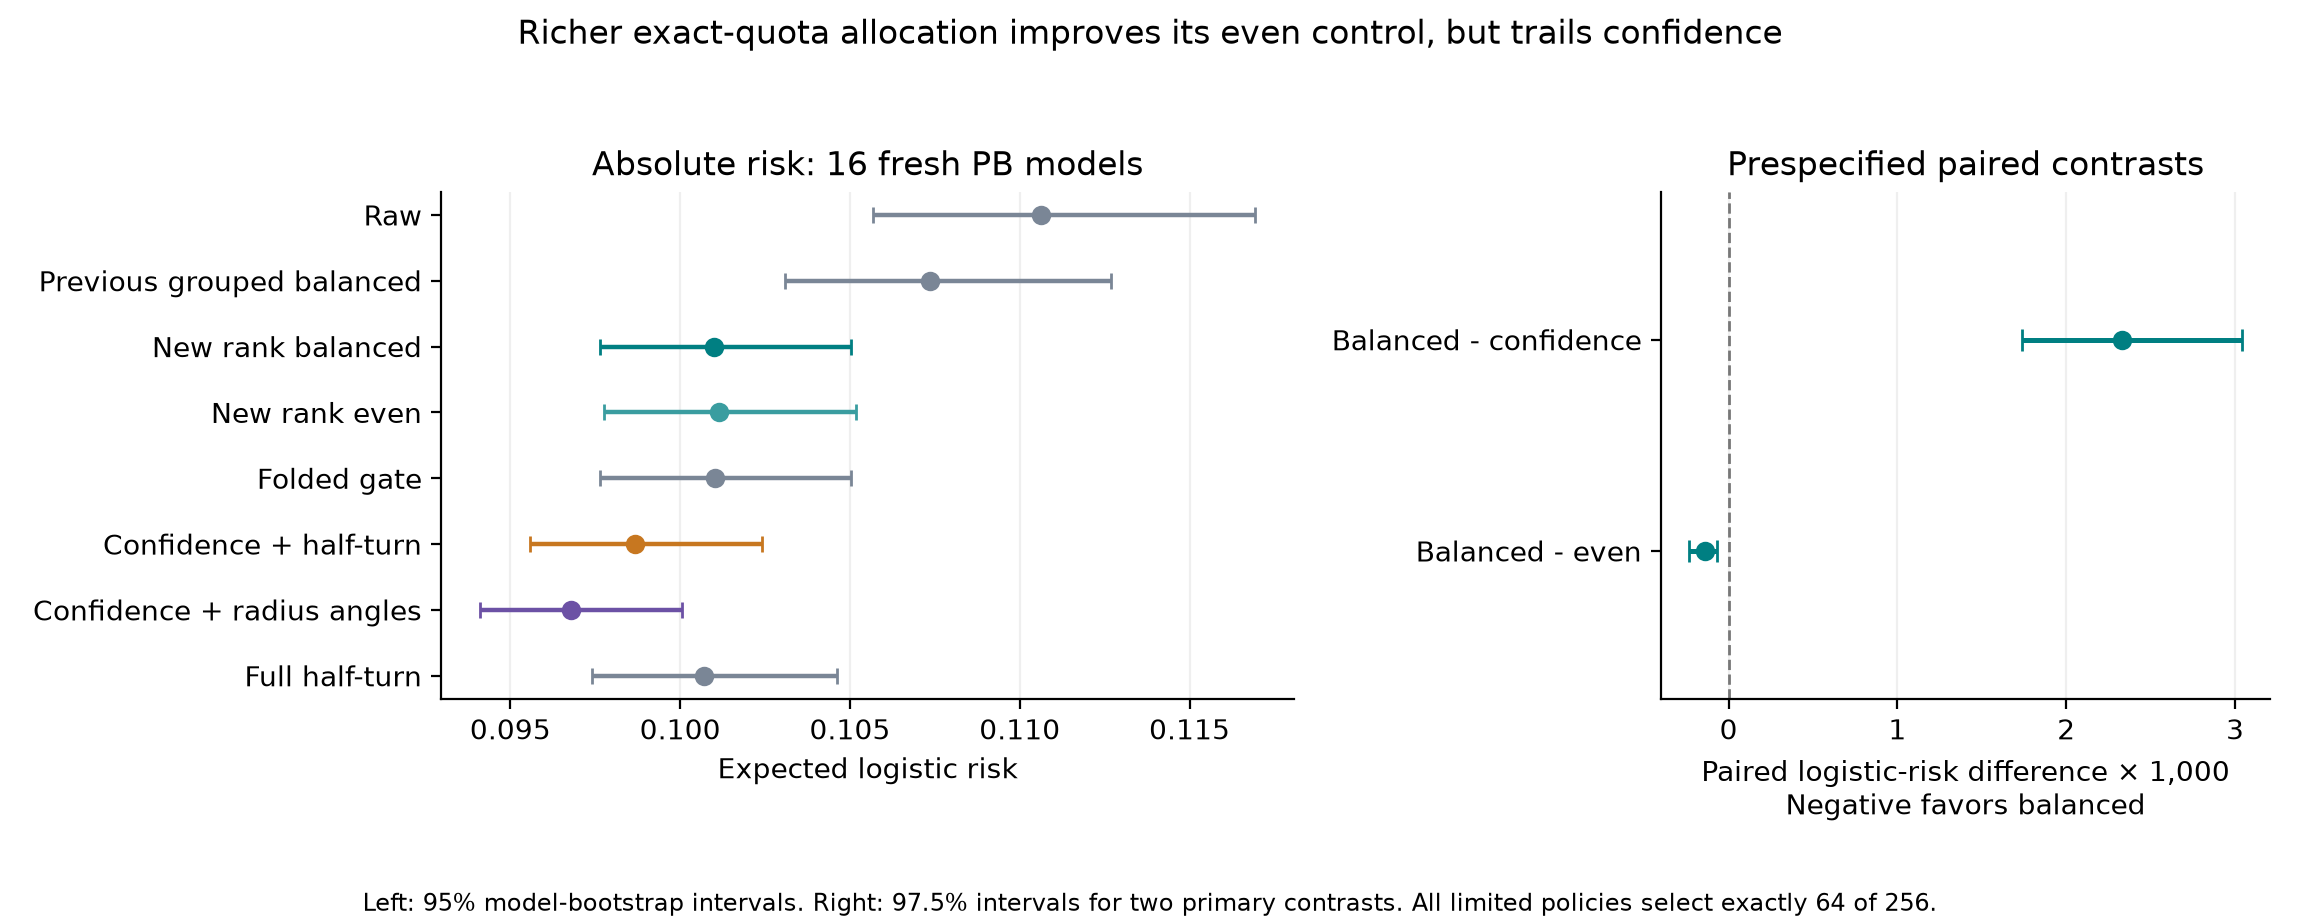 Richer exact-quota allocation improves its even control, but trails confidence
Absolute risk: 16 fresh PB models
Raw
Previous grouped balanced
New rank balanced
New rank even
Folded gate
Confidence + half-turn
Confidence + radius angles
Full half-turn
0.095 0.100 0.105 0.110 0.115
Expected logistic risk
Prespecified paired contrasts
Balanced - confidence
Balanced - even
0 1 2 3
Paired logistic-risk difference × 1,000
Negative favors balanced
Left: 95% model-bootstrap intervals. Right: 97.5% intervals for two primary contrasts. All limited policies select exactly 64 of 256.